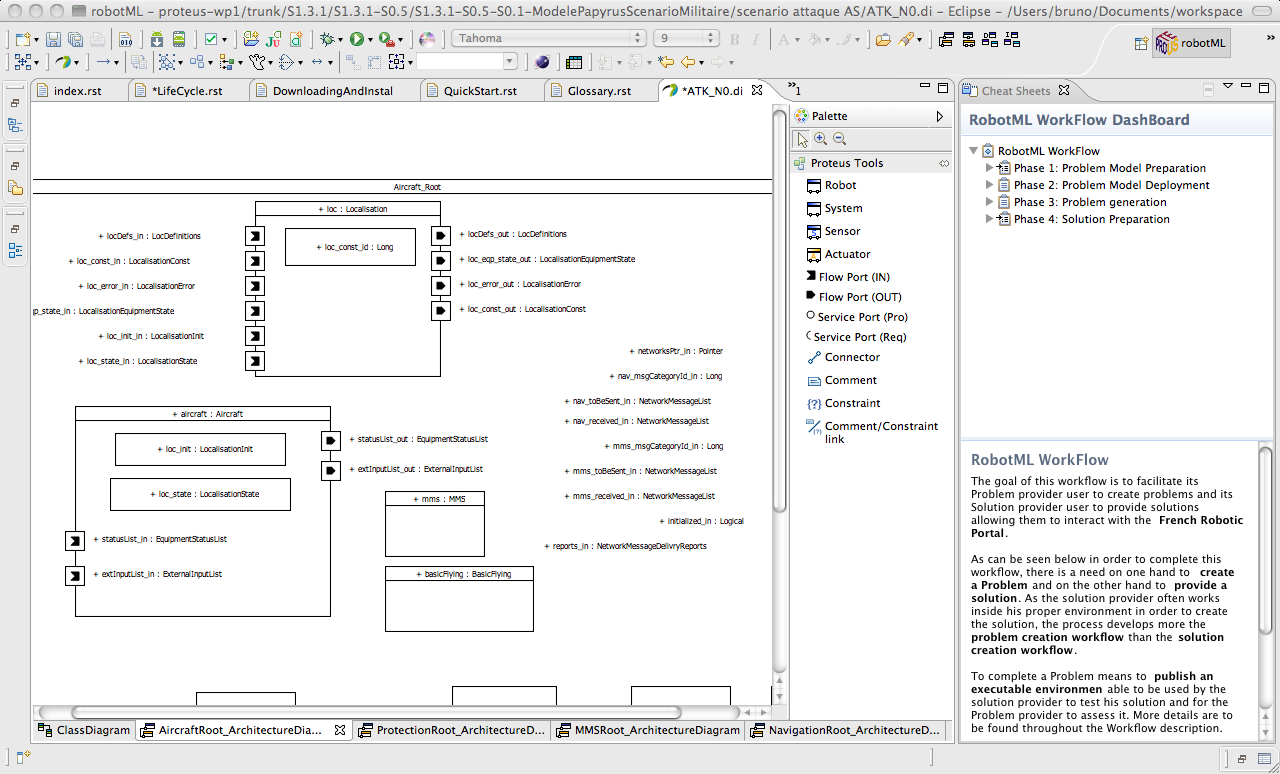 robotML - proteus-wp1/trunk/S1.3.1/S1.3.1-S0.5/S1.3.1-S0.5-S0.1-ModelePapyrusScenarioMilitaire/scenario attaque AS/ATK_N0.di - Eclipse - /Users/bruno/Documents/workspace
Tahoma 9 B I A
robotML
index.rst *LifeCycle.rst DownloadingAndInstal QuickStart.rst Glossary.rst *ATK_N0.di »1
Aircraft_Root
+ loc : Localisation
+ loc_const_id : Long
+ locDefs_in : LocDefinitions
+ loc_const_in : LocalisationConst
+ loc_error_in : LocalisationError
p_state_in : LocalisationEquipmentState
+ loc_init_in : LocalisationInit
+ loc_state_in : LocalisationState
+ locDefs_out : LocDefinitions
+ loc_eqp_state_out : LocalisationEquipmentState
+ loc_error_out : LocalisationError
+ loc_const_out : LocalisationConst
+ networksPtr_in : Pointer
+ nav_msgCategoryId_in : Long
+ nav_toBeSent_in : NetworkMessageList
+ nav_received_in : NetworkMessageList
+ mms_msgCategoryId_in : Long
+ mms_toBeSent_in : NetworkMessageList
+ mms_received_in : NetworkMessageList
+ initialized_in : Logical
+ reports_in : NetworkMessageDelivryReports
+ aircraft : Aircraft
+ loc_init : LocalisationInit
+ loc_state : LocalisationState
+ statusList_out : EquipmentStatusList
+ extInputList_out : ExternalInputList
+ statusList_in : EquipmentStatusList
+ extInputList_in : ExternalInputList
+ mms : MMS
+ basicFlying : BasicFlying
Palette
Proteus Tools
Robot
System
Sensor
Actuator
Flow Port (IN)
Flow Port (OUT)
Service Port (Pro)
Service Port (Req)
Connector
Comment
Constraint
Comment/Constraint
link
ClassDiagram AircraftRoot_ArchitectureDia... ProtectionRoot_ArchitectureD... MMSRoot_ArchitectureDiagram NavigationRoot_ArchitectureD...
Cheat Sheets
RobotML WorkFlow DashBoard
RobotML WorkFlow
Phase 1: Problem Model Preparation
Phase 2: Problem Model Deployment
Phase 3: Problem generation
Phase 4: Solution Preparation
RobotML WorkFlow
The goal of this workflow is to facilitate its
Problem provider user to create problems and its
Solution provider user to provide solutions
allowing them to interact with the French Robotic
Portal.
As can be seen below in order to complete this
workflow, there is a need on one hand to create
a Problem and on the other hand to provide a
solution. As the solution provider often works
inside his proper environment in order to create
the solution, the process develops more the
problem creation workflow than the solution
creation workflow.
To complete a Problem means to publish an
executable environmen able to be used by the
solution provider to test his solution and for the
Problem provider to assess it. More details are to
be found throughout the Workflow description.